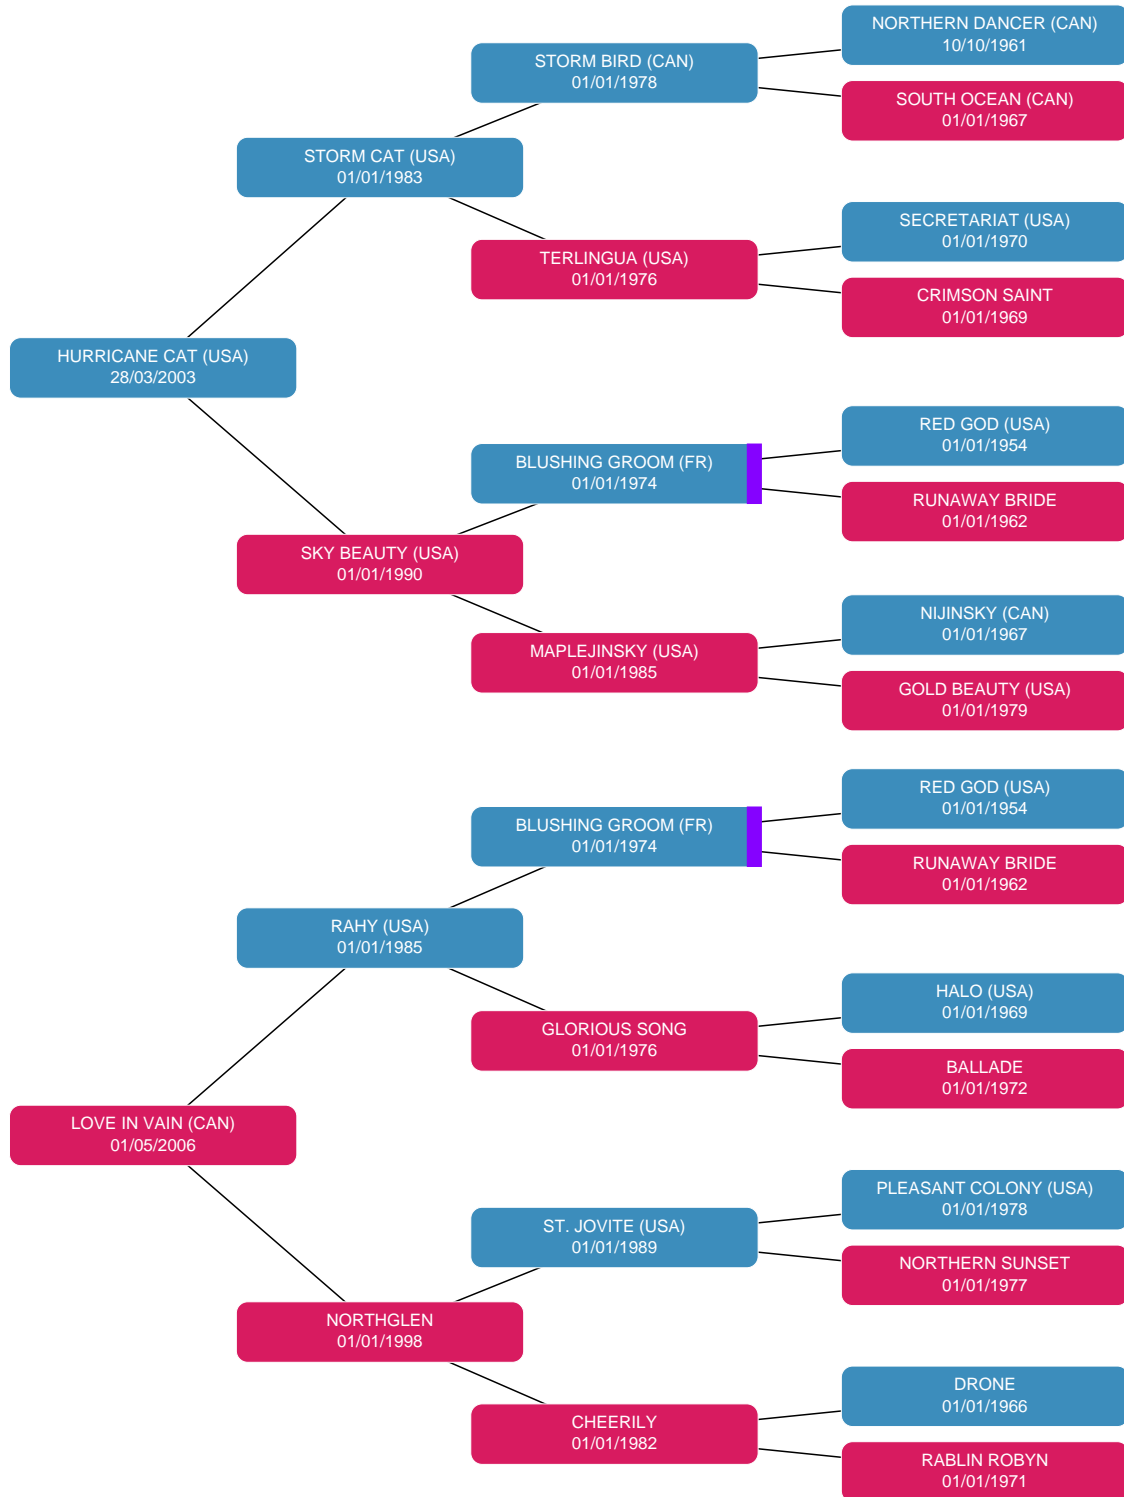 NORTHERN DANCER (CAN)
10/10/1961
STORM BIRD (CAN)
01/01/1978
SOUTH OCEAN (CAN)
01/01/1967
STORM CAT (USA)
01/01/1983
SECRETARIAT (USA)
01/01/1970
TERLINGUA (USA)
01/01/1976
CRIMSON SAINT
01/01/1969
HURRICANE CAT (USA)
28/03/2003
RED GOD (USA)
01/01/1954
BLUSHING GROOM (FR)
01/01/1974
RUNAWAY BRIDE
01/01/1962
SKY BEAUTY (USA)
01/01/1990
NIJINSKY (CAN)
01/01/1967
MAPLEJINSKY (USA)
01/01/1985
GOLD BEAUTY (USA)
01/01/1979
RED GOD (USA)
01/01/1954
BLUSHING GROOM (FR)
01/01/1974
RUNAWAY BRIDE
01/01/1962
RAHY (USA)
01/01/1985
HALO (USA)
01/01/1969
GLORIOUS SONG
01/01/1976
BALLADE
01/01/1972
LOVE IN VAIN (CAN)
01/05/2006
PLEASANT COLONY (USA)
01/01/1978
ST. JOVITE (USA)
01/01/1989
NORTHERN SUNSET
01/01/1977
NORTHGLEN
01/01/1998
DRONE
01/01/1966
CHEERILY
01/01/1982
RABLIN ROBYN
01/01/1971